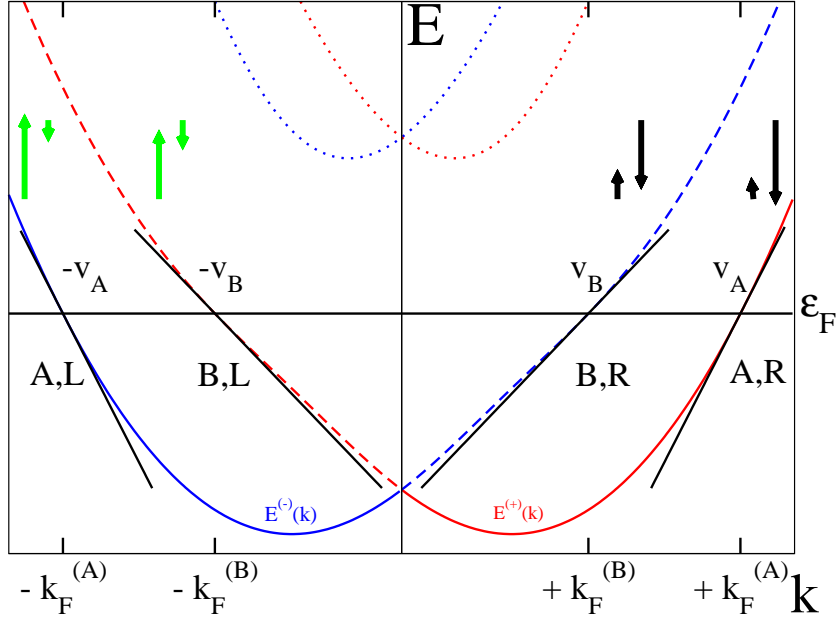 E
-v_A -v_B v_B v_A
ε_F
A,L B,L B,R A,R
E^(-)(k) E^(+)(k)
- k_F^(A) - k_F^(B) + k_F^(B) + k_F^(A) k